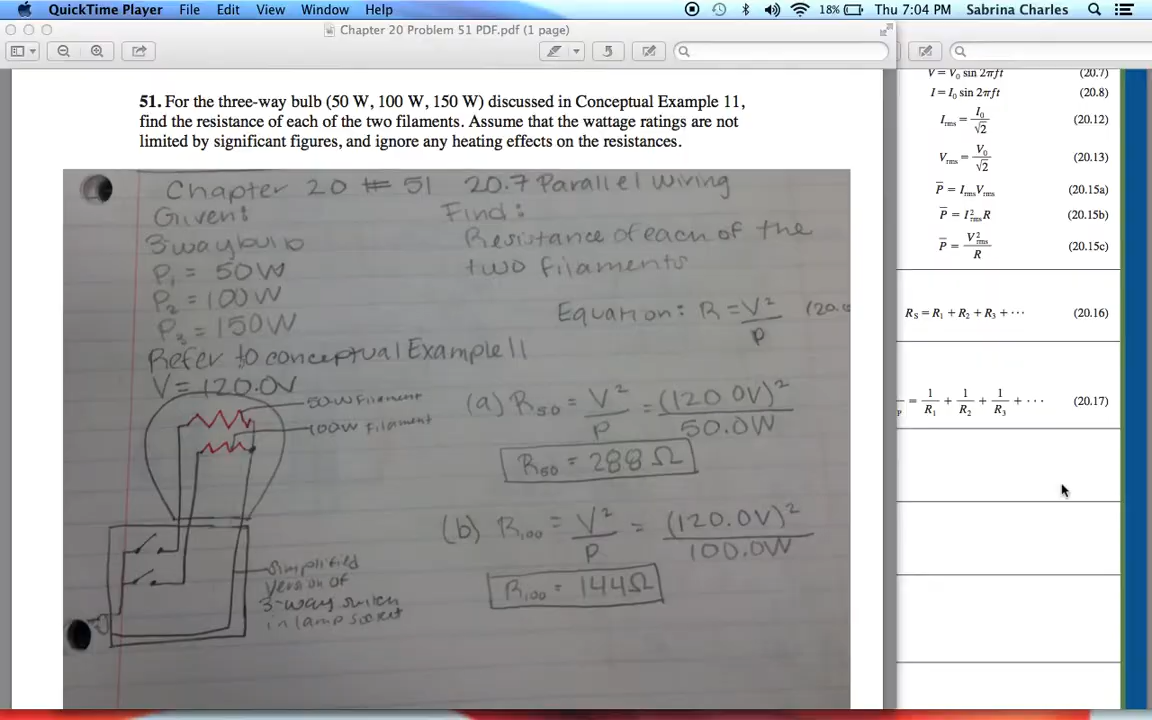 QuickTime Player File Edit View Window Help 18% Thu 7:04 PM Sabrina Charles
Chapter 20 Problem 51 PDF.pdf (1 page)
51. For the three-way bulb (50 W, 100 W, 150 W) discussed in Conceptual Example 11,
find the resistance of each of the two filaments. Assume that the wattage ratings are not
limited by significant figures, and ignore any heating effects on the resistances.
Chapter 20 # 51 20.7 Parallel Wiring
Given:
Find:
3-way bulb
Resistance of each of the
two filaments
P₁ = 50W
P₂ = 100W
P₃ = 150W
Equation: R = V²/P (20.
Refer to conceptual Example 11
V = 120.0V
50W filament
100W filament
(a) R₅₀ = V²/P = (120.0V)²/50.0W
R₅₀ = 288 Ω
(b) R₁₀₀ = V²/P = (120.0V)²/100.0W
R₁₀₀ = 144Ω
Simplified
version of
3-way switch
in lamp socket
V = V₀ sin 2πft (20.7)
I = I₀ sin 2πft (20.8)
Irms = I₀/√2 (20.12)
Vrms = V₀/√2 (20.13)
P̅ = IrmsVrms (20.15a)
P̅ = I²rmsR (20.15b)
P̅ = V²rms/R (20.15c)
RS = R₁ + R₂ + R₃ + ··· (20.16)
P = 1/R₁ + 1/R₂ + 1/R₃ + ··· (20.17)